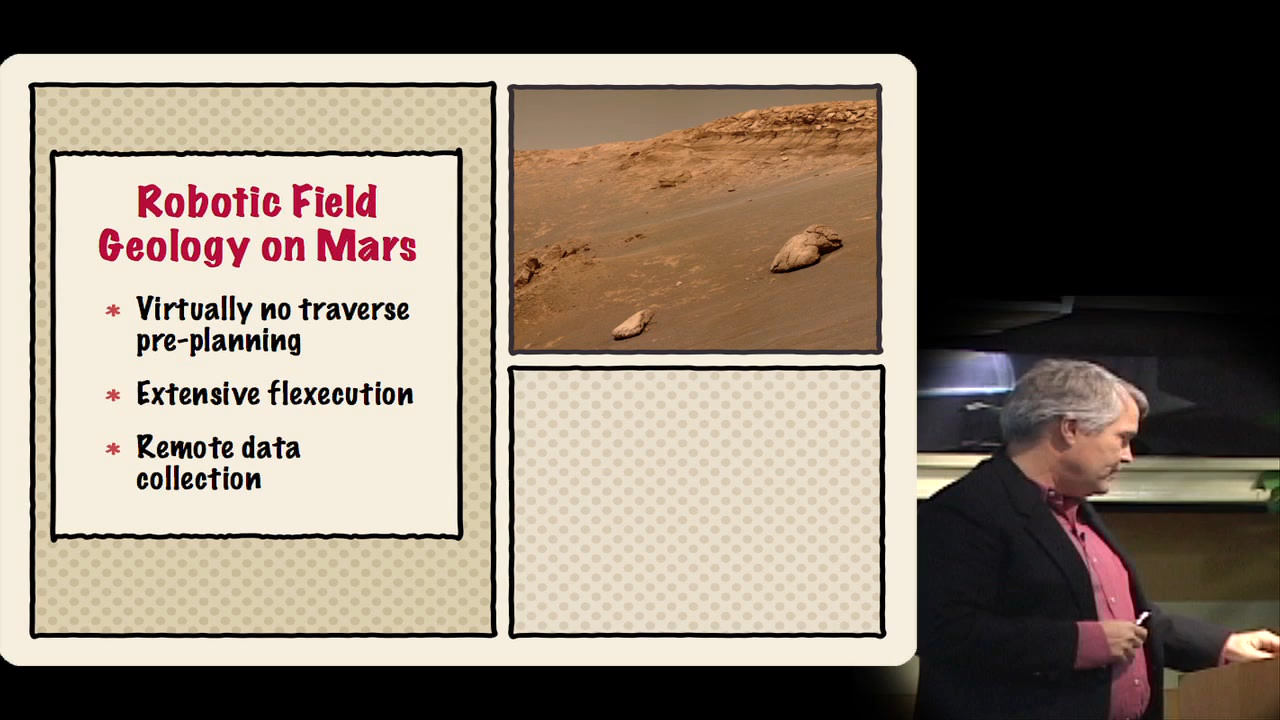 Robotic Field
Geology on Mars
* Virtually no traverse
pre-planning
* Extensive flexecution
* Remote data
collection